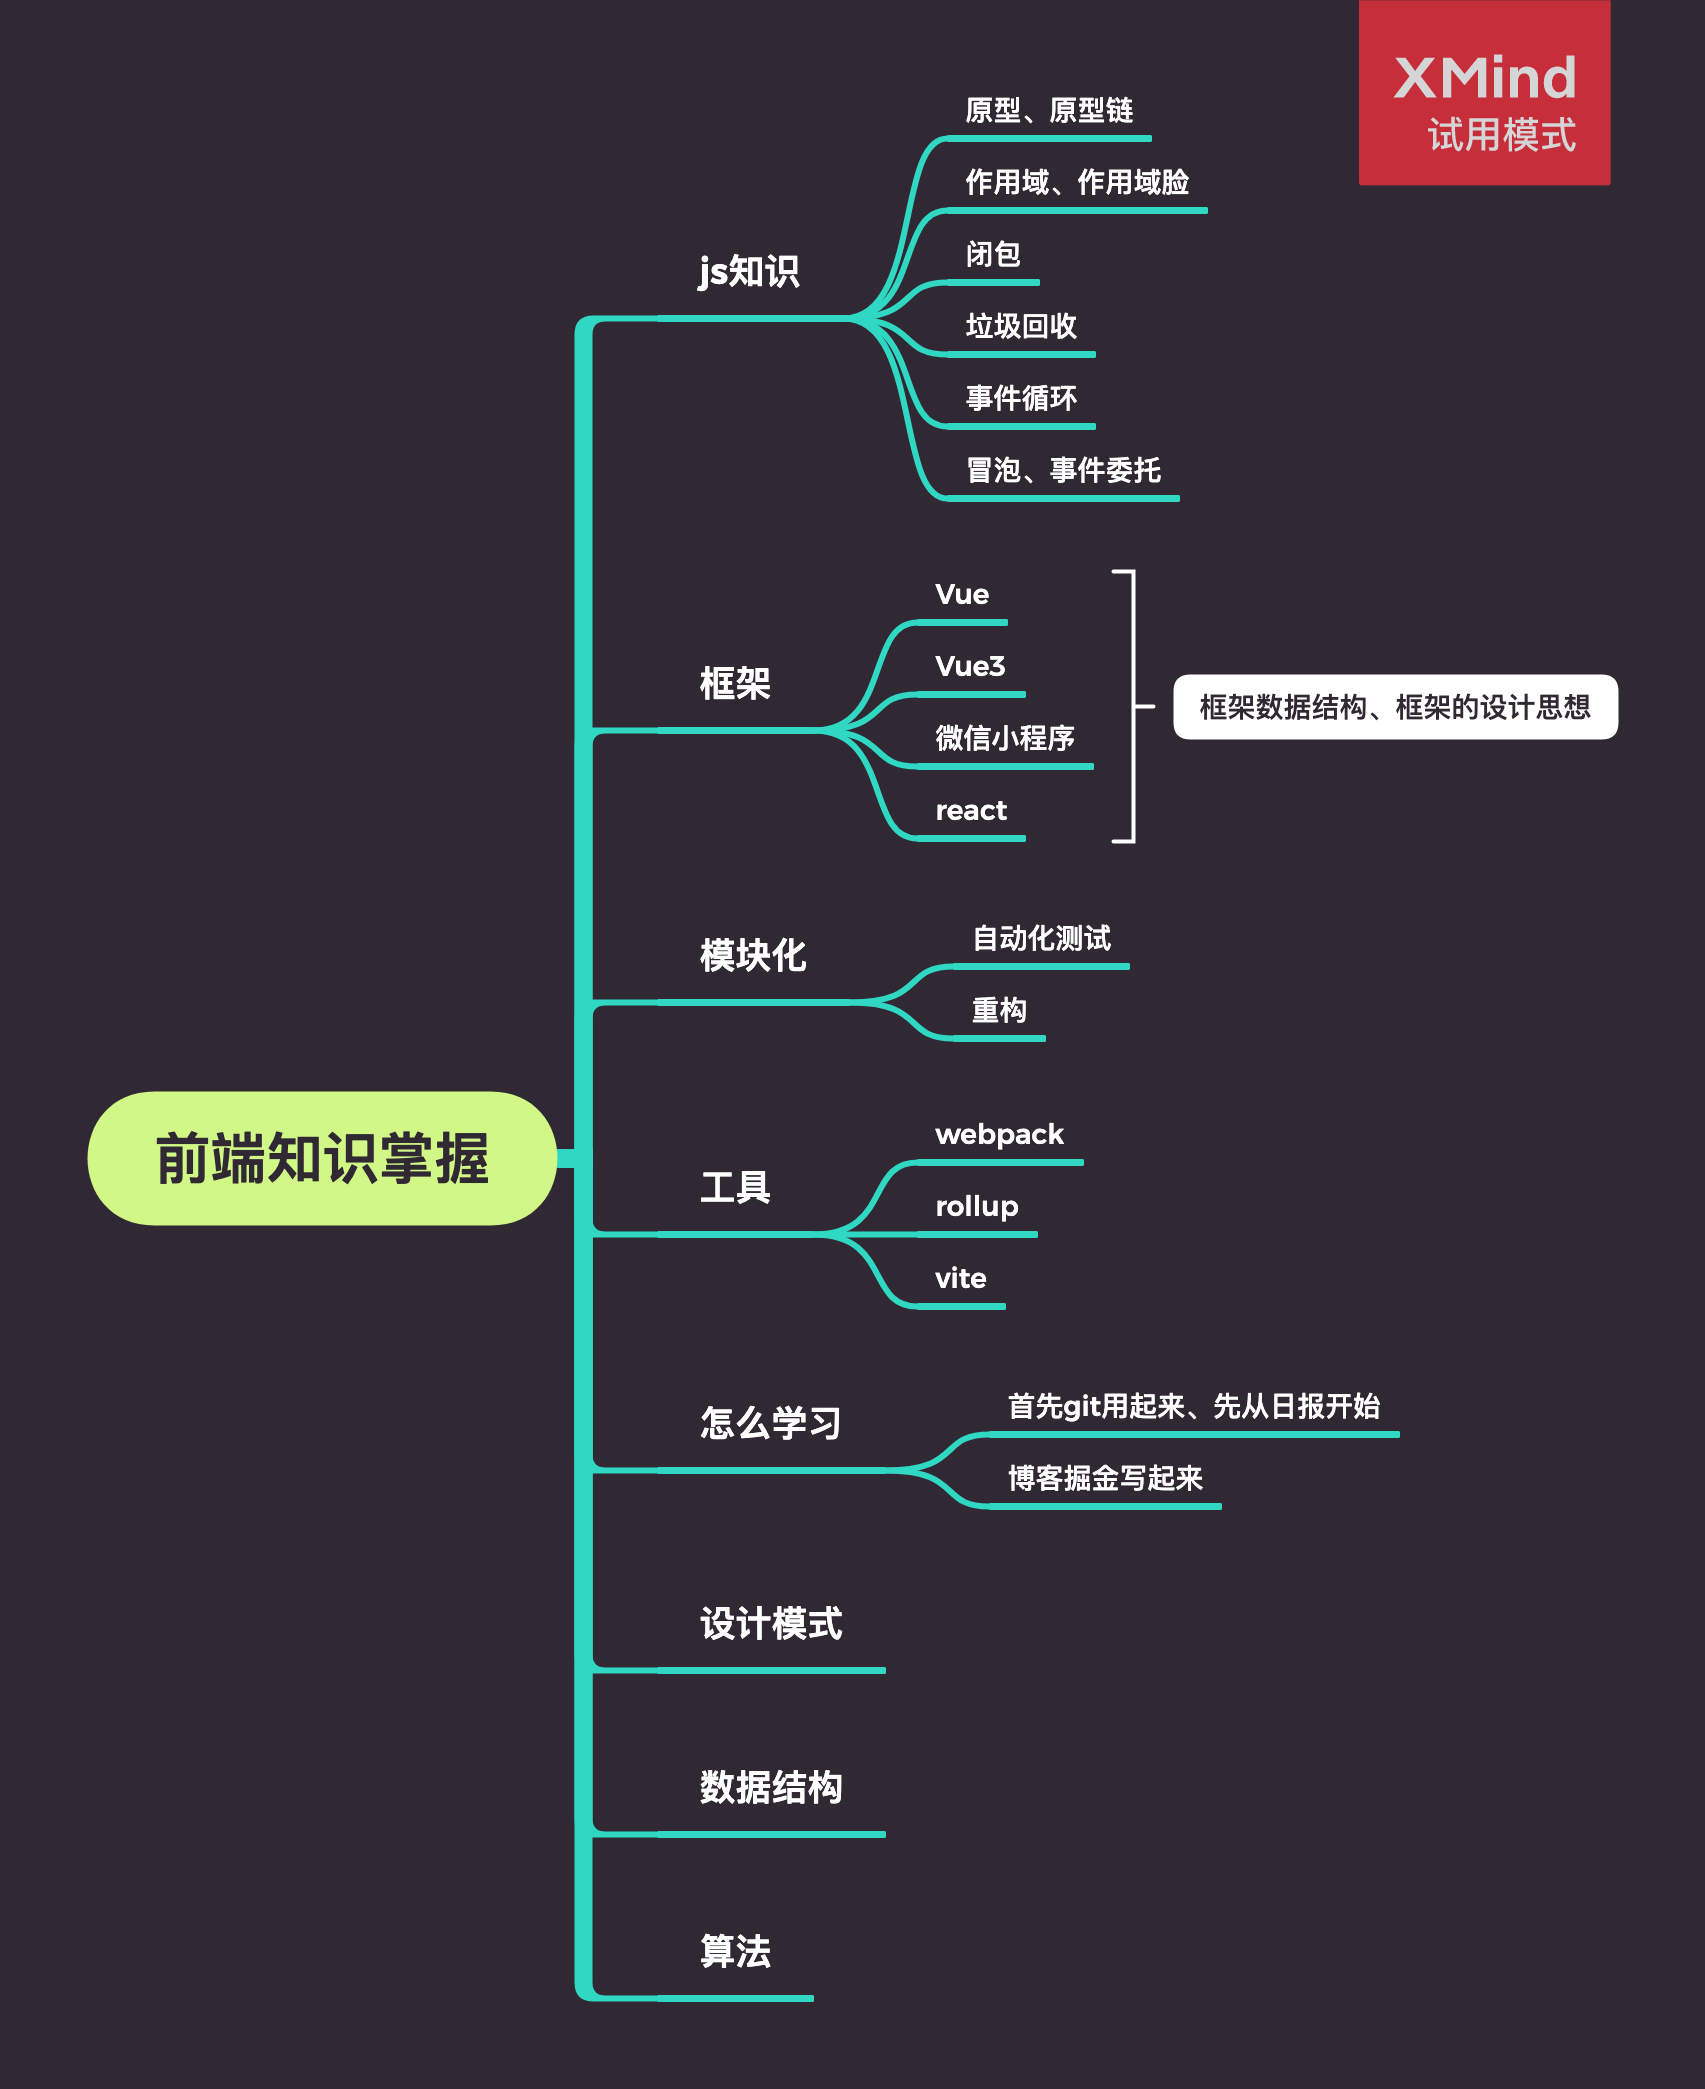 XMind
试用模式
前端知识掌握
js知识
原型、原型链
作用域、作用域脸
闭包
垃圾回收
事件循环
冒泡、事件委托
框架
Vue
Vue3
微信小程序
react
框架数据结构、框架的设计思想
模块化
自动化测试
重构
工具
webpack
rollup
vite
怎么学习
首先git用起来、先从日报开始
博客掘金写起来
设计模式
数据结构
算法